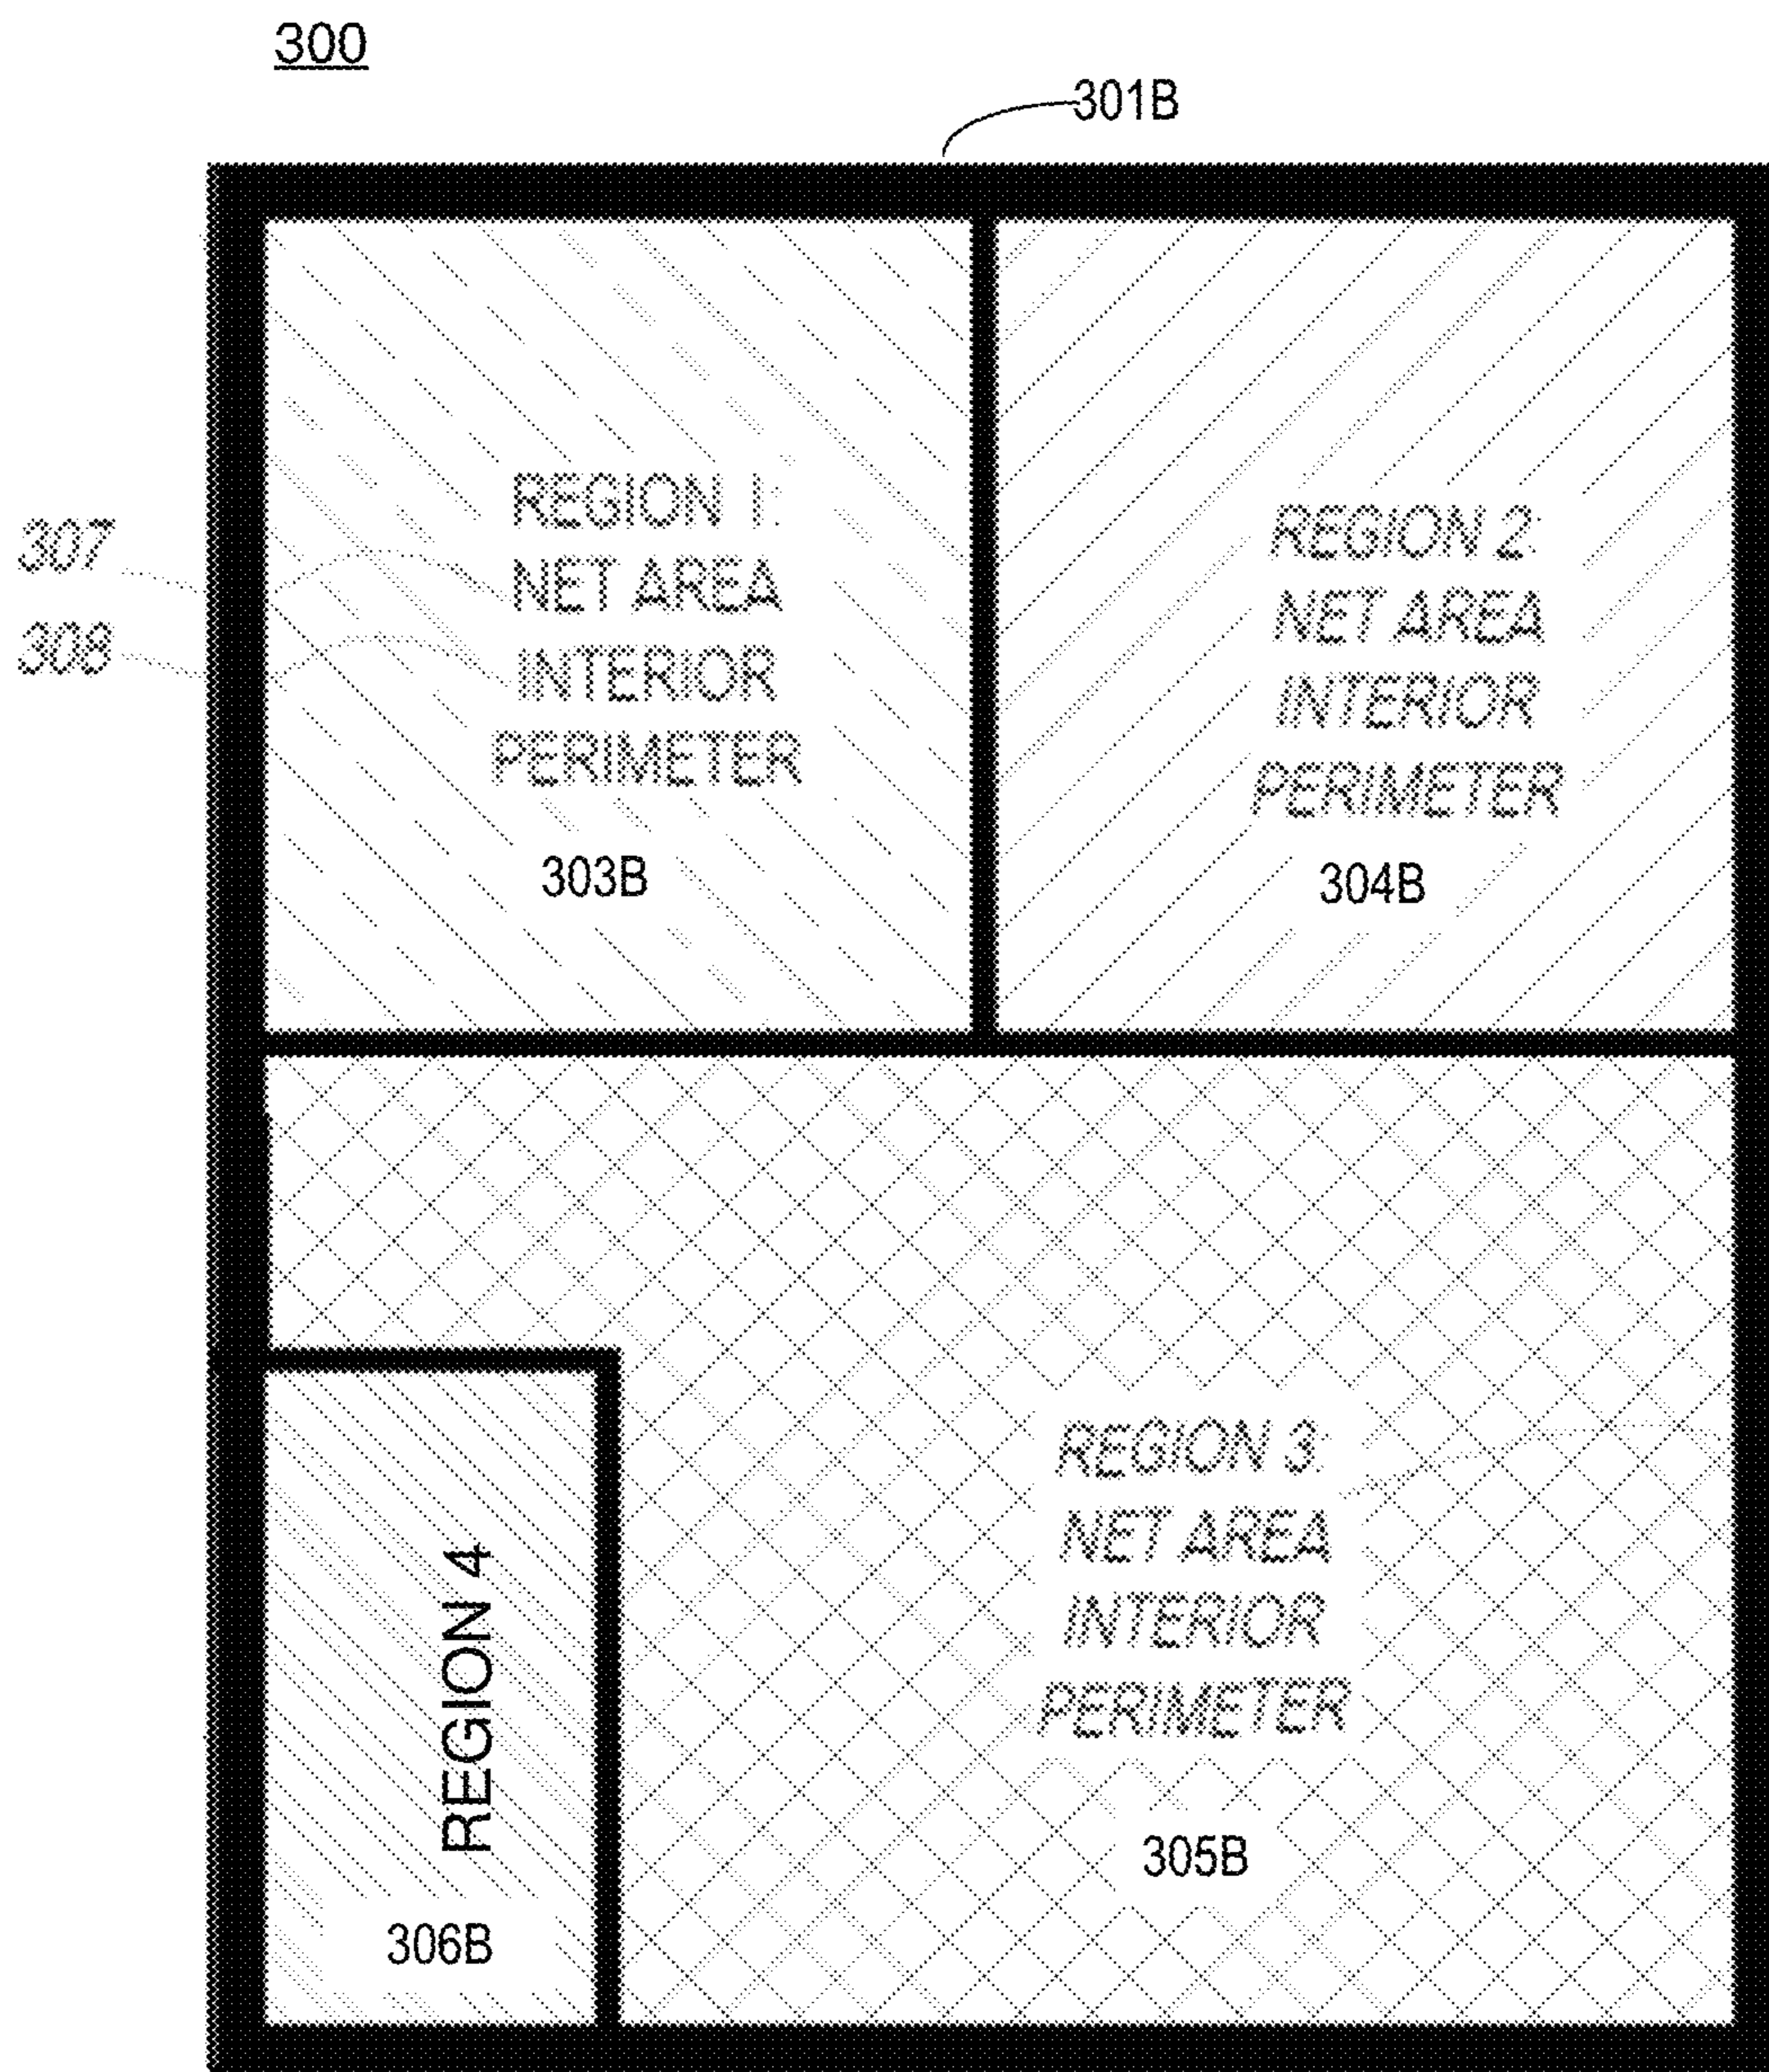 300
301B
REGION 1:
307
NET AREA
308
INTERIOR
PERIMETER
303B
REGION 2:
NET AREA
INTERIOR
PERIMETER
304B
REGION 3:
NET AREA
INTERIOR
PERIMETER
305B
REGION 4
306B